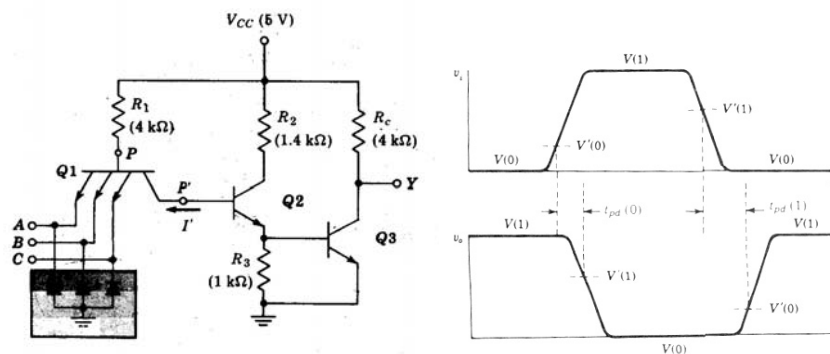 V_CC (5 V)
R_1
(4 kΩ)
R_2
(1.4 kΩ)
R_c
(4 kΩ)
P
Q1
P'
Q2
Y
I'
Q3
A
B
C
R_3
(1 kΩ)
v_i
V(1)
V'(1)
V'(0)
V(0)
V(0)
t_pd (0)
t_pd (1)
V(1)
V(1)
v_o
V'(1)
V'(0)
V(0)